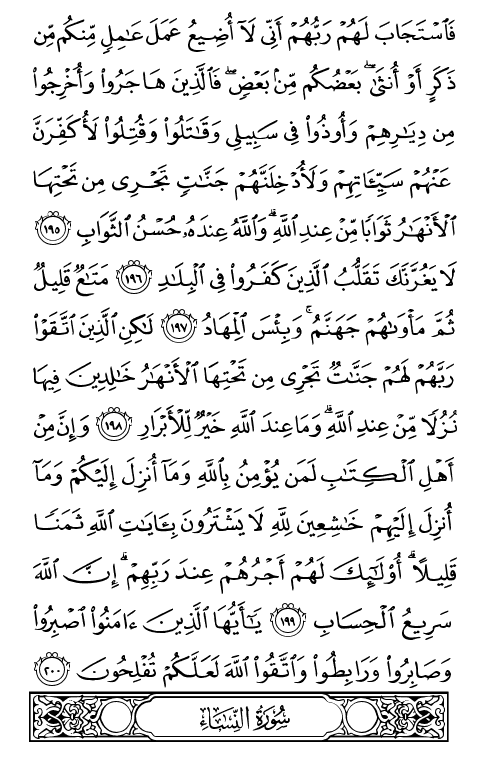 فَٱسْتَجَابَ لَهُمْ رَبُّهُمْ أَنِّي لَآ أُضِيعُ عَمَلَ عَٰمِلٍ مِّنكُم مِّن
ذَكَرٍ أَوْ أُنثَىٰۖ بَعْضُكُم مِّنۢ بَعْضٍۖ فَٱلَّذِينَ هَاجَرُوا۟ وَأُخْرِجُوا۟
مِن دِيَٰرِهِمْ وَأُوذُوا۟ فِى سَبِيلِى وَقَٰتَلُوا۟ وَقُتِلُوا۟ لَأُكَفِّرَنَّ
عَنْهُمْ سَيِّـَٔاتِهِمْ وَلَأُدْخِلَنَّهُمْ جَنَّٰتٍ تَجْرِى مِن تَحْتِهَا
ٱلْأَنْهَٰرُ ثَوَابًا مِّنْ عِندِ ٱللَّهِۗ وَٱللَّهُ عِندَهُۥ حُسْنُ ٱلثَّوَابِ ١٩٥
لَا يَغُرَّنَّكَ تَقَلُّبُ ٱلَّذِينَ كَفَرُوا۟ فِى ٱلْبِلَٰدِ ١٩٦ مَتَٰعٌ قَلِيلٌ
ثُمَّ مَأْوَىٰهُمْ جَهَنَّمُۚ وَبِئْسَ ٱلْمِهَادُ ١٩٧ لَٰكِنِ ٱلَّذِينَ ٱتَّقَوْا۟
رَبَّهُمْ لَهُمْ جَنَّٰتٌ تَجْرِى مِن تَحْتِهَا ٱلْأَنْهَٰرُ خَٰلِدِينَ فِيهَا
نُزُلًا مِّنْ عِندِ ٱللَّهِۗ وَمَا عِندَ ٱللَّهِ خَيْرٌ لِّلْأَبْرَارِ ١٩٨ وَإِنَّ مِنْ
أَهْلِ ٱلْكِتَٰبِ لَمَن يُؤْمِنُ بِٱللَّهِ وَمَآ أُنزِلَ إِلَيْكُمْ وَمَآ
أُنزِلَ إِلَيْهِمْ خَٰشِعِينَ لِلَّهِ لَا يَشْتَرُونَ بِـَٔايَٰتِ ٱللَّهِ ثَمَنًا
قَلِيلًاۗ أُو۟لَٰٓئِكَ لَهُمْ أَجْرُهُمْ عِندَ رَبِّهِمْۗ إِنَّ ٱللَّهَ
سَرِيعُ ٱلْحِسَابِ ١٩٩ يَٰٓأَيُّهَا ٱلَّذِينَ ءَامَنُوا۟ ٱصْبِرُوا۟
وَصَابِرُوا۟ وَرَابِطُوا۟ وَٱتَّقُوا۟ ٱللَّهَ لَعَلَّكُمْ تُفْلِحُونَ ٢٠٠
سُورَةُ النِّسَاءِ